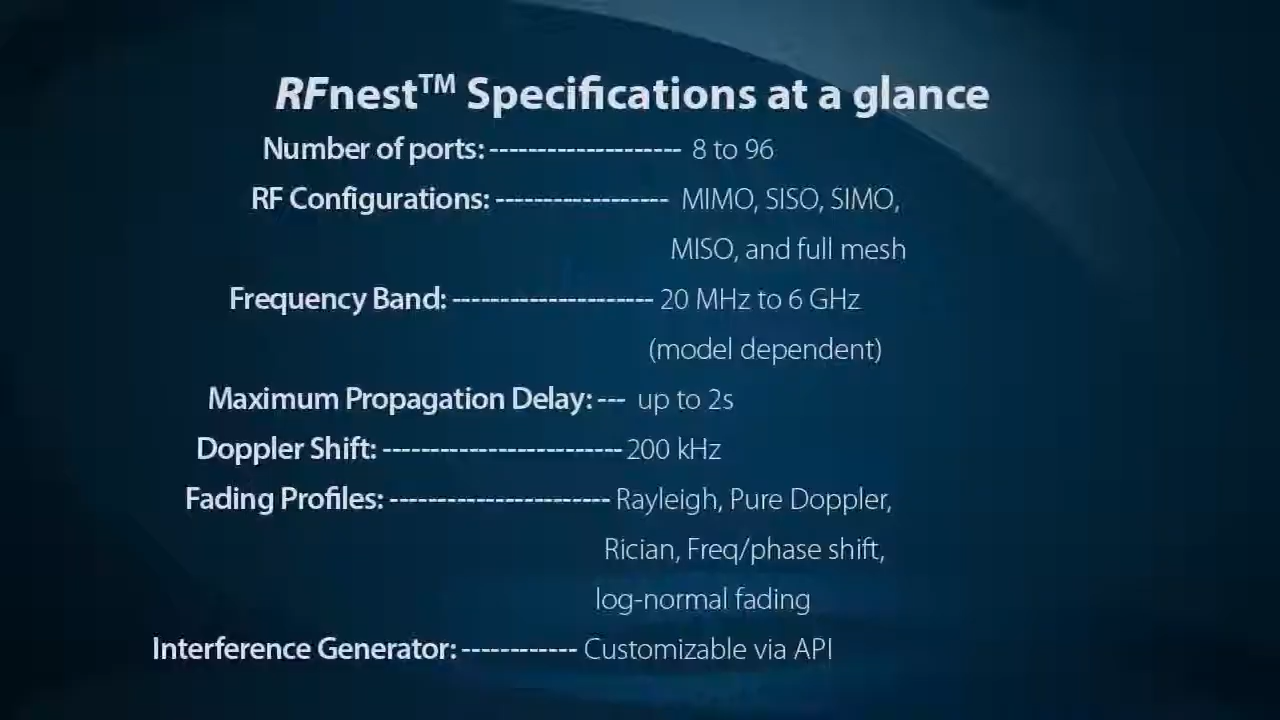 RFnest™ Specifications at a glance
Number of ports: -------------------- 8 to 96
RF Configurations: ------------------ MIMO, SISO, SIMO,
MISO, and full mesh
Frequency Band: --------------------- 20 MHz to 6 GHz
(model dependent)
Maximum Propagation Delay: --- up to 2s
Doppler Shift: ------------------------- 200 kHz
Fading Profiles: ----------------------- Rayleigh, Pure Doppler,
Rician, Freq/phase shift,
log-normal fading
Interference Generator: ------------ Customizable via API